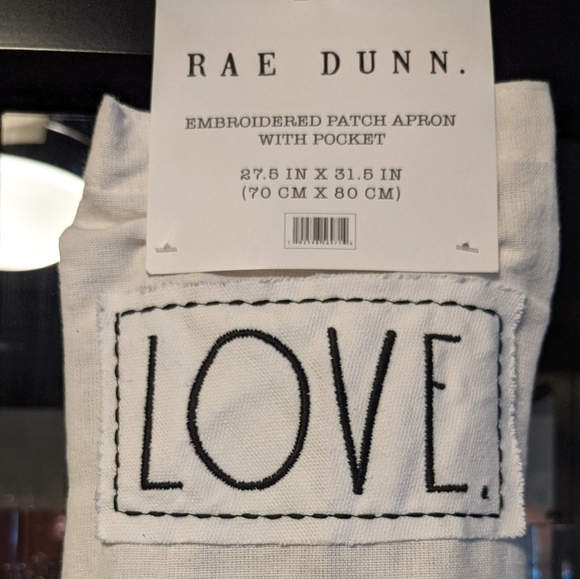 RAE DUNN.
EMBROIDERED PATCH APRON
WITH POCKET
27.5 IN X 31.5 IN
(70 CM X 80 CM)
LOVE.